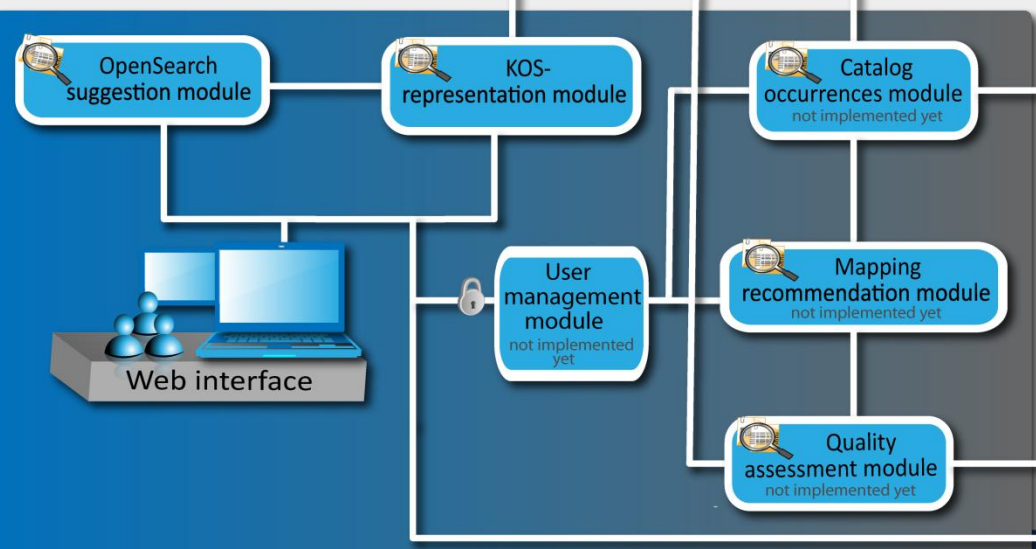 OpenSearch
suggestion module
KOS-
representation module
Catalog
occurrences module
not implemented yet
User
management
module
not implemented
yet
Mapping
recommendation module
not implemented yet
Web interface
Quality
assessment module
not implemented yet